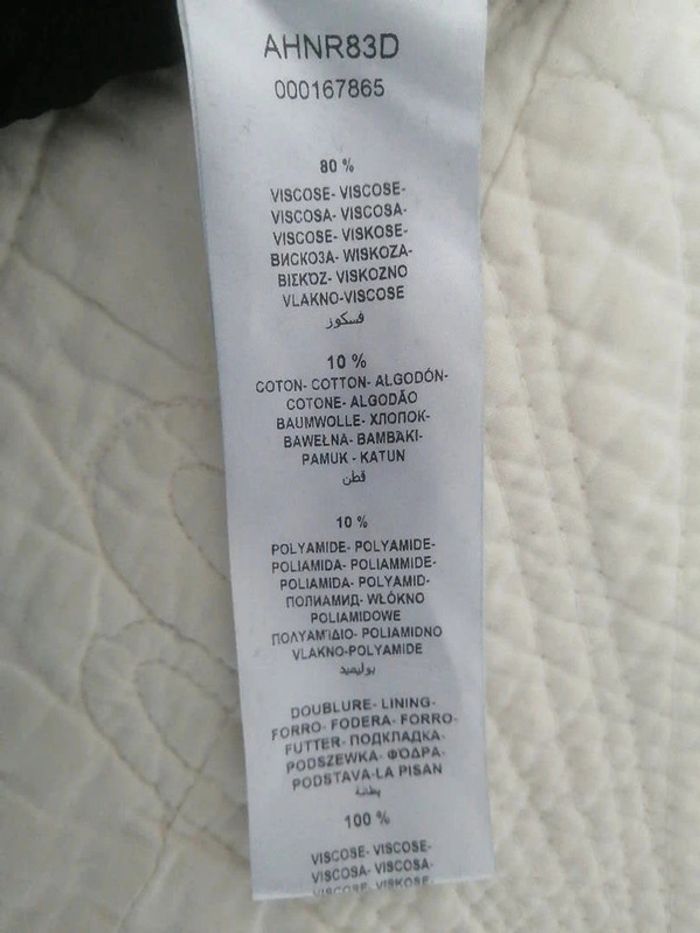 AHNR83D
000167865
80 %
VISCOSE- VISCOSE-
VISCOSA- VISCOSA-
VISCOSE- VISKOSE-
ВИСКОЗА- WISKOZA-
ΒΙΣΚΌΖ- VISKOZNO
VLAKNO-VISCOSE
فسكوز
10 %
COTON- COTTON- ALGODÓN-
COTONE- ALGODÃO
BAUMWOLLE- ХЛОПОК-
BAWEŁNA- ΒΑΜΒΆΚΙ-
PAMUK - KATUN
قطن
10 %
POLYAMIDE- POLYAMIDE-
POLIAMIDA- POLIAMMIDE-
POLIAMIDA- POLYAMID-
ПОЛИАМИД- WŁÓKNO
POLIAMIDOWE
ΠΟΛΥΑΜΊΔΙΟ- POLIAMIDNO
VLAKNO-POLYAMIDE
بوليميد
DOUBLURE- LINING-
FORRO- FODERA- FORRO-
FUTTER- ПОДКЛАДКА-
PODSZEWKA- ΦΌΔΡΑ-
PODSTAVA-LA PISAN
بطانة
100 %
VISCOSE- VISCOSE-
VISCOSA- VISCOSA-
VISCOSE- VISKOSE-